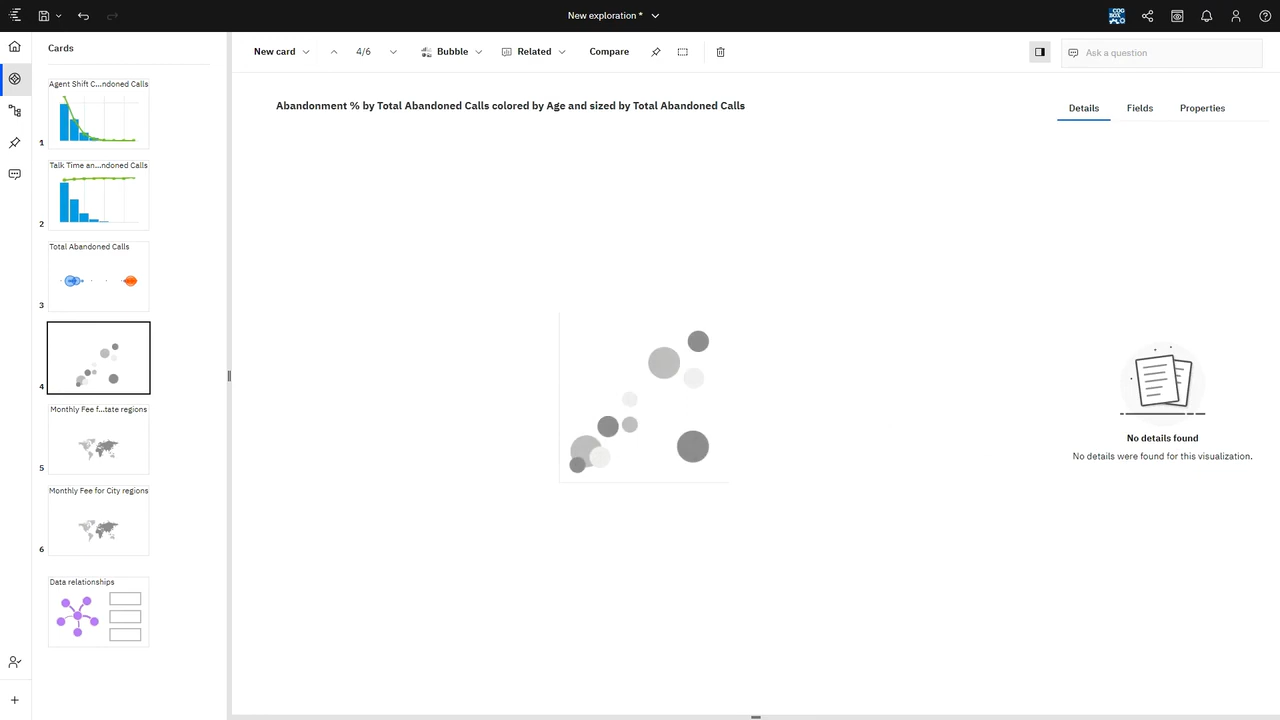 New exploration *
COG
BOX
Cards
New card
4/6
Bubble
Related
Compare
Ask a question
Agent Shift C...ndoned Calls
1
Talk Time an...ndoned Calls
2
Total Abandoned Calls
3
4
Monthly Fee f...tate regions
5
Monthly Fee for City regions
6
Data relationships
Abandonment % by Total Abandoned Calls colored by Age and sized by Total Abandoned Calls
Details
Fields
Properties
No details found
No details were found for this visualization.